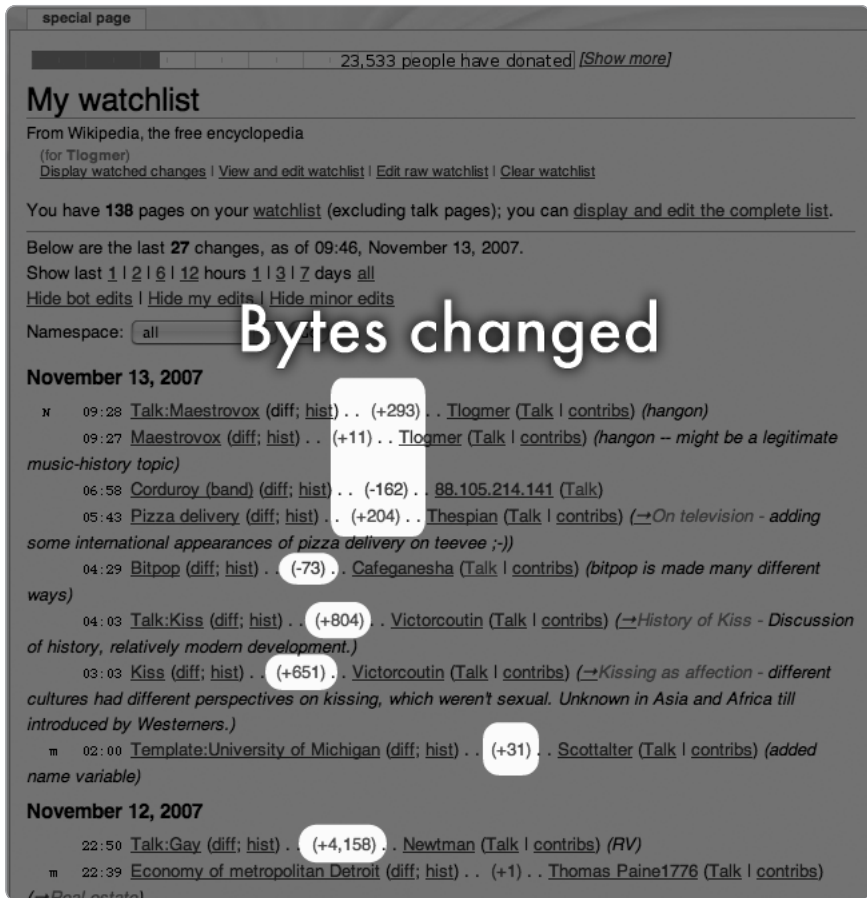 special page
23,533 people have donated [Show more]
My watchlist
From Wikipedia, the free encyclopedia
(for Tlogmer)
Display watched changes | View and edit watchlist | Edit raw watchlist | Clear watchlist
You have 138 pages on your watchlist (excluding talk pages); you can display and edit the complete list.
Below are the last 27 changes, as of 09:46, November 13, 2007.
Show last 1 | 2 | 6 | 12 hours 1 | 3 | 7 days all
Hide bot edits | Hide my edits | Hide minor edits
Bytes changed
Namespace: all
November 13, 2007
N 09:28 Talk:Maestrovox (diff; hist) . . (+293) . . Tlogmer (Talk | contribs) (hangon)
09:27 Maestrovox (diff; hist) . . (+11) . . Tlogmer (Talk | contribs) (hangon -- might be a legitimate
music-history topic)
06:58 Corduroy (band) (diff; hist) . . (-162) . . 88.105.214.141 (Talk)
05:43 Pizza delivery (diff; hist) . . (+204) . . Thespian (Talk | contribs) (→On television - adding
some international appearances of pizza delivery on teevee ;-))
04:29 Bitpop (diff; hist) . . (-73) . . Cafeganesha (Talk | contribs) (bitpop is made many different
ways)
04:03 Talk:Kiss (diff; hist) . . (+804) . . Victorcoutin (Talk | contribs) (→History of Kiss - Discussion
of history, relatively modern development.)
03:03 Kiss (diff; hist) . . (+651) . . Victorcoutin (Talk | contribs) (→Kissing as affection - different
cultures had different perspectives on kissing, which weren't sexual. Unknown in Asia and Africa till
introduced by Westerners.)
m 02:00 Template:University of Michigan (diff; hist) . . (+31) . . Scottalter (Talk | contribs) (added
name variable)
November 12, 2007
22:50 Talk:Gay (diff; hist) . . (+4,158) . . Newtman (Talk | contribs) (RV)
m 22:39 Economy of metropolitan Detroit (diff; hist) . . (+1) . . Thomas Paine1776 (Talk | contribs)
(→Real estate)